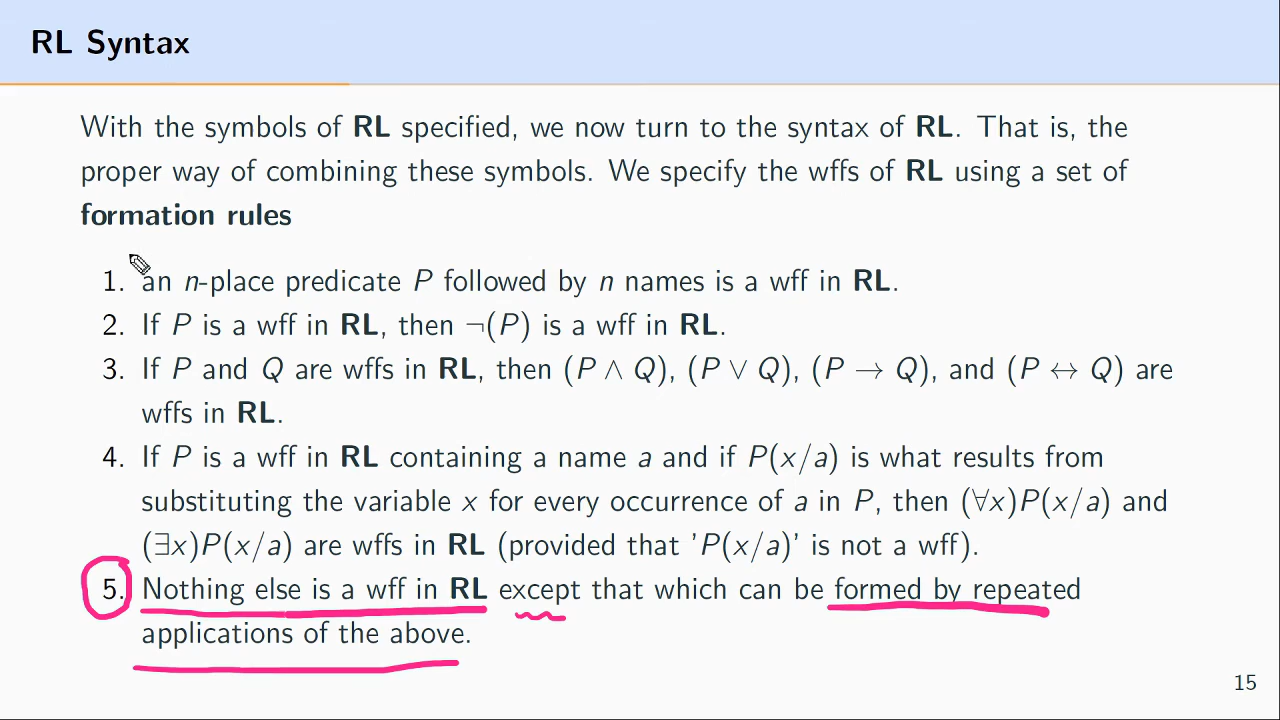 RL Syntax
With the symbols of RL specified, we now turn to the syntax of RL. That is, the
proper way of combining these symbols. We specify the wffs of RL using a set of
formation rules
1. an n-place predicate P followed by n names is a wff in RL.
2. If P is a wff in RL, then ¬(P) is a wff in RL.
3. If P and Q are wffs in RL, then (P ∧ Q), (P ∨ Q), (P → Q), and (P ↔ Q) are
wffs in RL.
4. If P is a wff in RL containing a name a and if P(x/a) is what results from
substituting the variable x for every occurrence of a in P, then (∀x)P(x/a) and
(∃x)P(x/a) are wffs in RL (provided that 'P(x/a)' is not a wff).
5. Nothing else is a wff in RL except that which can be formed by repeated
applications of the above.
15